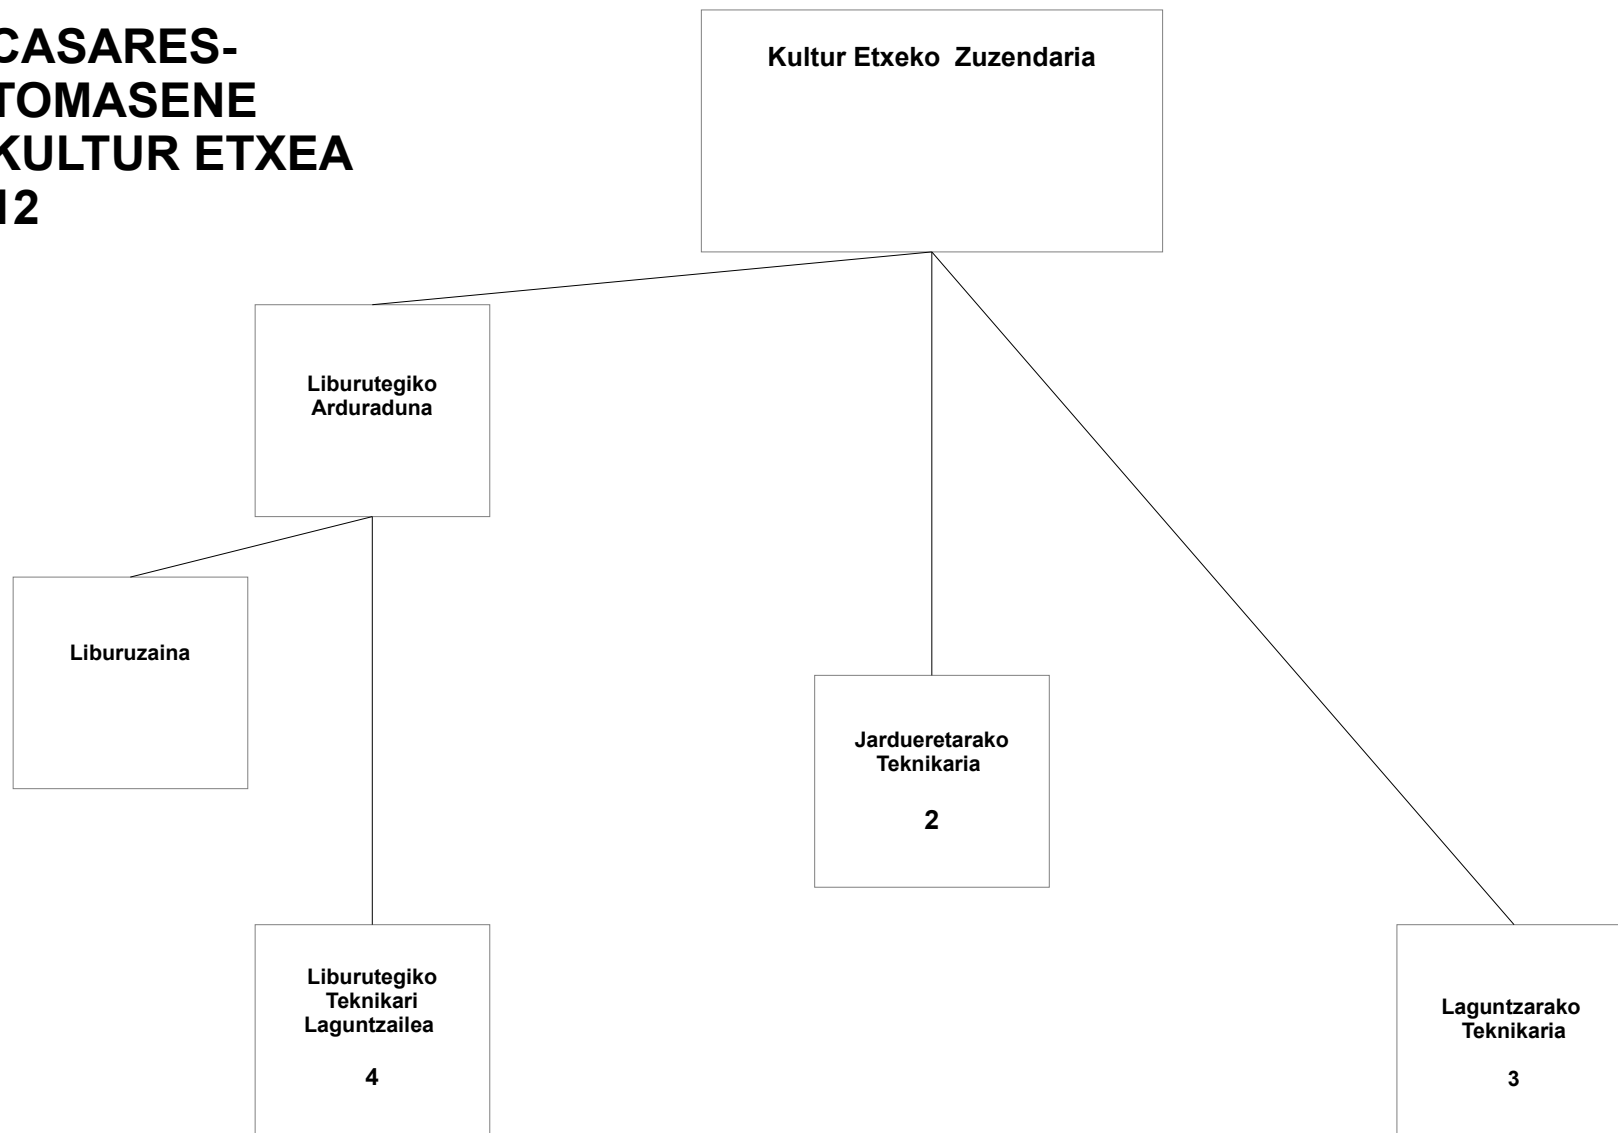 CASARES-
TOMASENE
KULTUR ETXEA
12
Kultur Etxeko Zuzendaria
Liburutegiko
Arduraduna
Liburuzaina
Jardueretarako
Teknikaria
2
Liburutegiko
Teknikari
Laguntzailea
4
Laguntzarako
Teknikaria
3